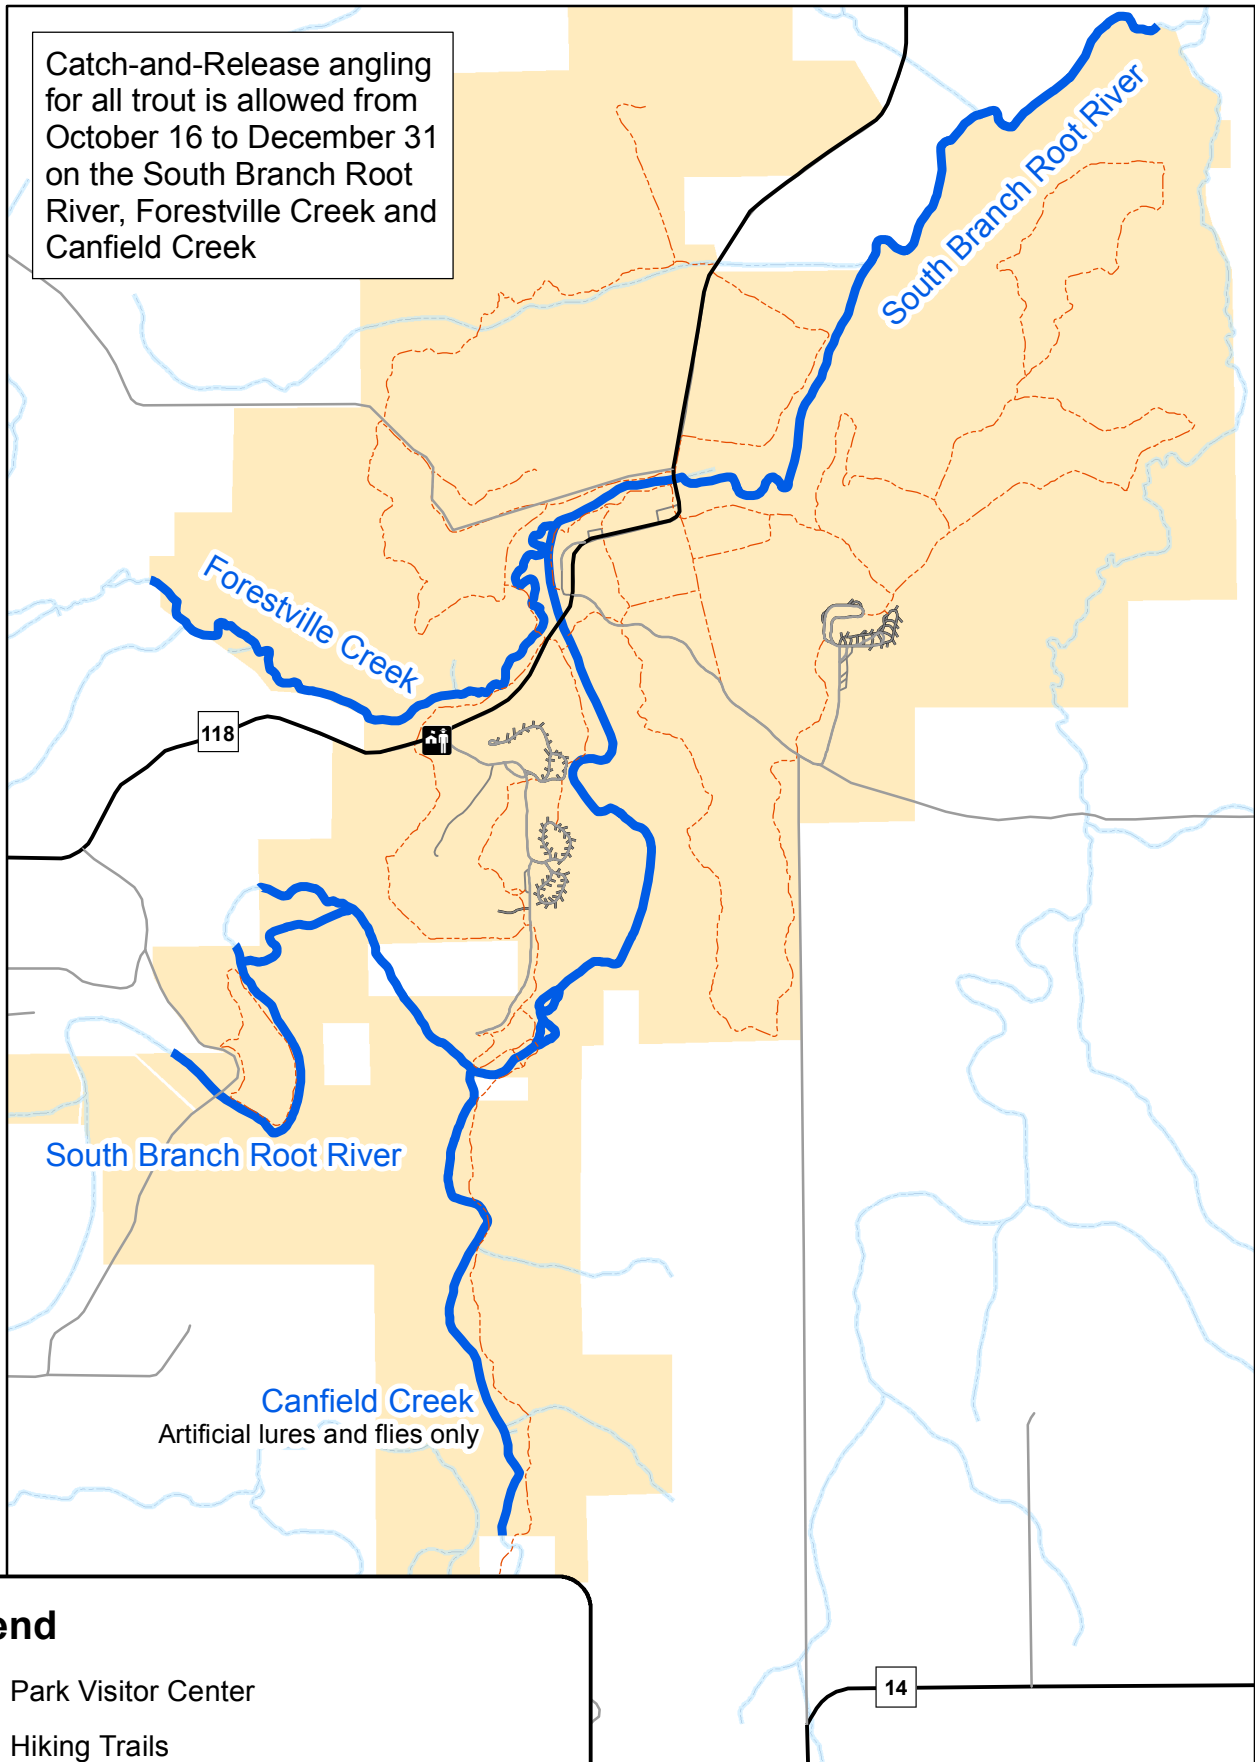 Catch-and-Release angling
for all trout is allowed from
October 16 to December 31
on the South Branch Root
River, Forestville Creek and
Canfield Creek
South Branch Root River
Forestville Creek
118
South Branch Root River
Canfield Creek
Artificial lures and flies only
end
Park Visitor Center
14
Hiking Trails